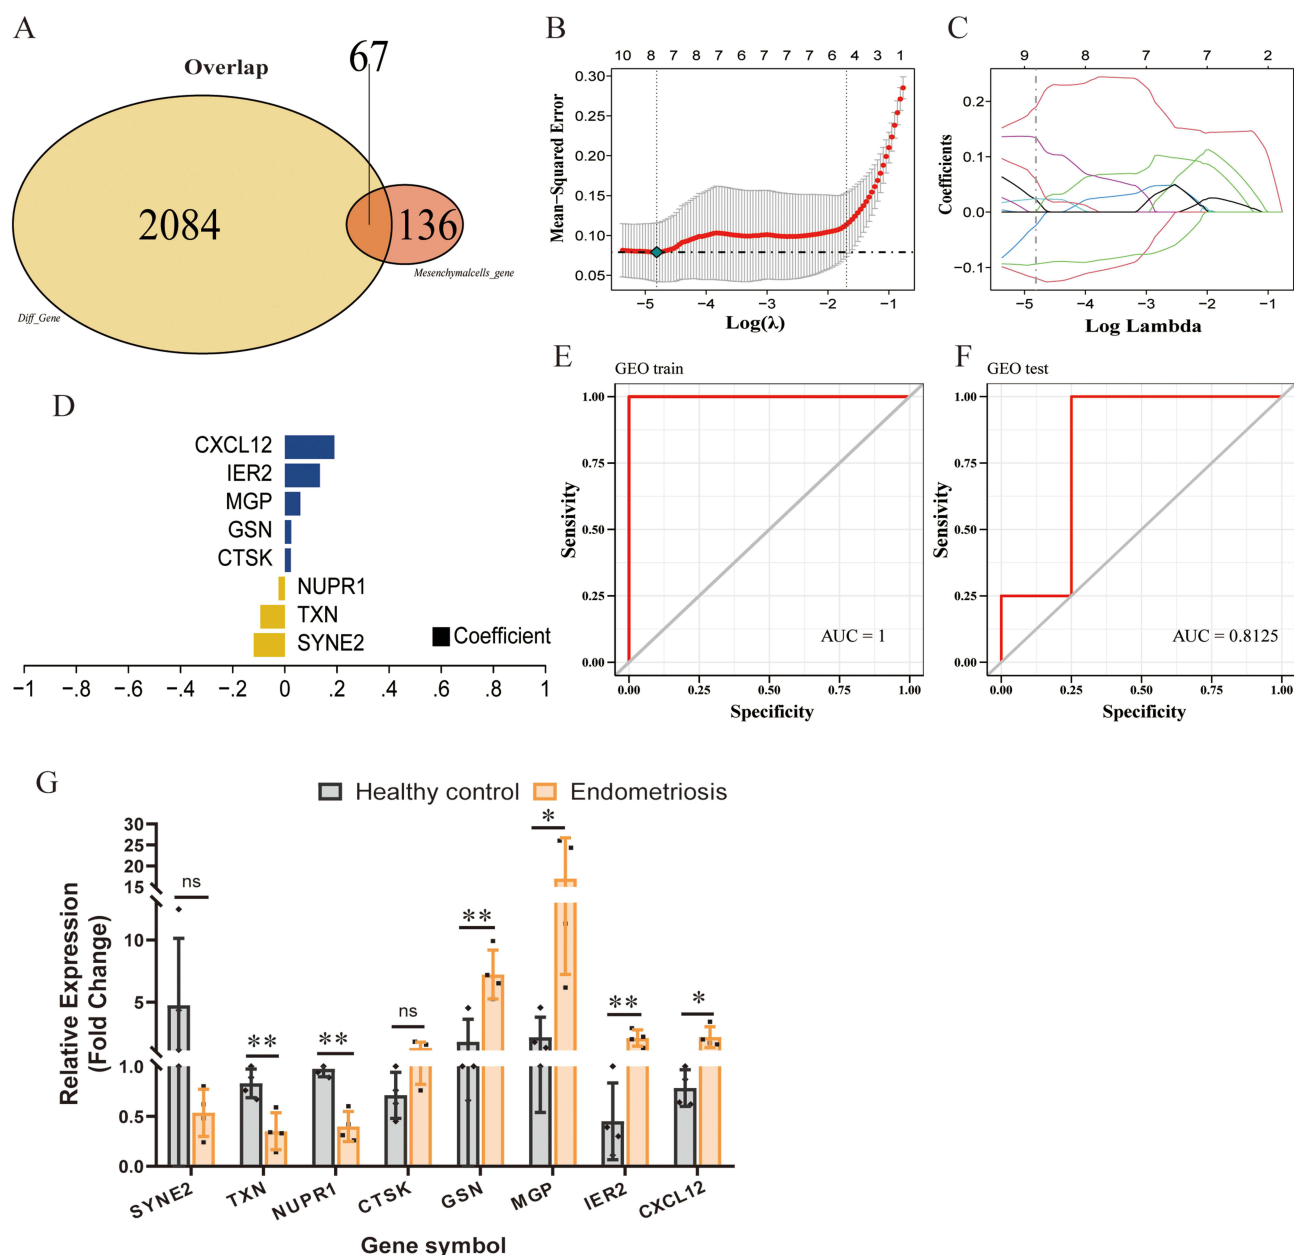 A
Overlap
67
2084
136
Diff_Gene
Mesenchymalcells_gene
B
10 8 7 8 7 6 7 7 7 6 4 3 1
Mean-Squared Error
0.30
0.25
0.20
0.15
0.10
0.05
-5 -4 -3 -2 -1
Log(λ)
C
9 8 7 7 2
Coefficients
0.2
0.1
0.0
-0.1
-5 -4 -3 -2 -1
Log Lambda
D
CXCL12
IER2
MGP
GSN
CTSK
NUPR1
TXN
SYNE2
Coefficient
-1 -.8 -.6 -.4 -.2 0 .2 .4 .6 .8 1
E
GEO train
Sensivity
1.00
0.75
0.50
0.25
0.00
AUC = 1
0.00 0.25 0.50 0.75 1.00
Specificity
F
GEO test
Sensivity
1.00
0.75
0.50
0.25
0.00
AUC = 0.8125
0.00 0.25 0.50 0.75 1.00
Specificity
G
Healthy control Endometriosis
Relative Expression
(Fold Change)
30
25
20
15
10
5
1.0
0.5
0.0
ns ** ** ns ** * ** *
SYNE2 TXN NUPR1 CTSK GSN MGP IER2 CXCL12
Gene symbol